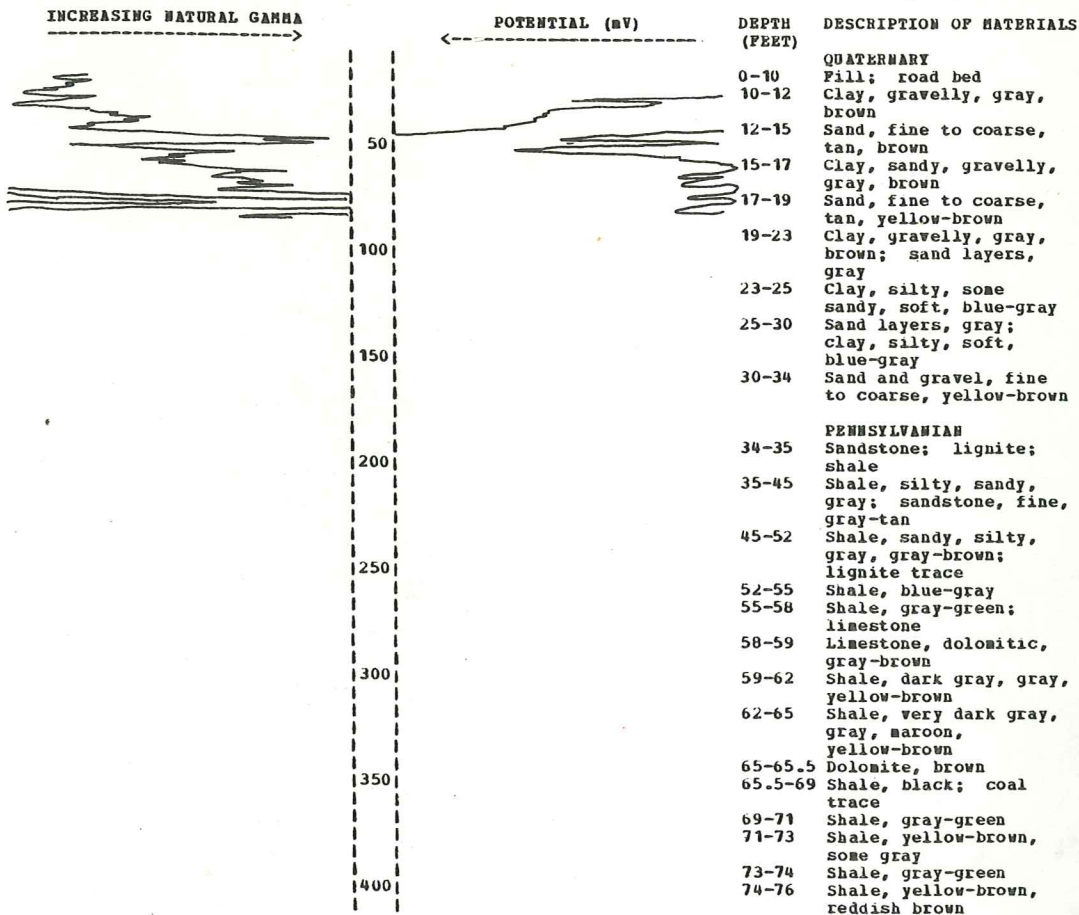 INCREASING NATURAL GAMMA
------------------------------>
POTENTIAL (mV)
<------------------------------
DEPTH
(FEET)
DESCRIPTION OF MATERIALS
50
100
150
200
250
300
350
400
QUATERNARY
0-10 Fill; road bed
10-12 Clay, gravelly, gray,
brown
12-15 Sand, fine to coarse,
tan, brown
15-17 Clay, sandy, gravelly,
gray, brown
17-19 Sand, fine to coarse,
tan, yellow-brown
19-23 Clay, gravelly, gray,
brown; sand layers,
gray
23-25 Clay, silty, some
sandy, soft, blue-gray
25-30 Sand layers, gray;
clay, silty, soft,
blue-gray
30-34 Sand and gravel, fine
to coarse, yellow-brown
PENNSYLVANIAN
34-35 Sandstone; lignite;
shale
35-45 Shale, silty, sandy,
gray; sandstone, fine,
gray-tan
45-52 Shale, sandy, silty,
gray, gray-brown;
lignite trace
52-55 Shale, blue-gray
55-58 Shale, gray-green;
limestone
58-59 Limestone, dolomitic,
gray-brown
59-62 Shale, dark gray, gray,
yellow-brown
62-65 Shale, very dark gray,
gray, maroon,
yellow-brown
65-65.5 Dolomite, brown
65.5-69 Shale, black; coal
trace
69-71 Shale, gray-green
71-73 Shale, yellow-brown,
some gray
73-74 Shale, gray-green
74-76 Shale, yellow-brown,
reddish brown